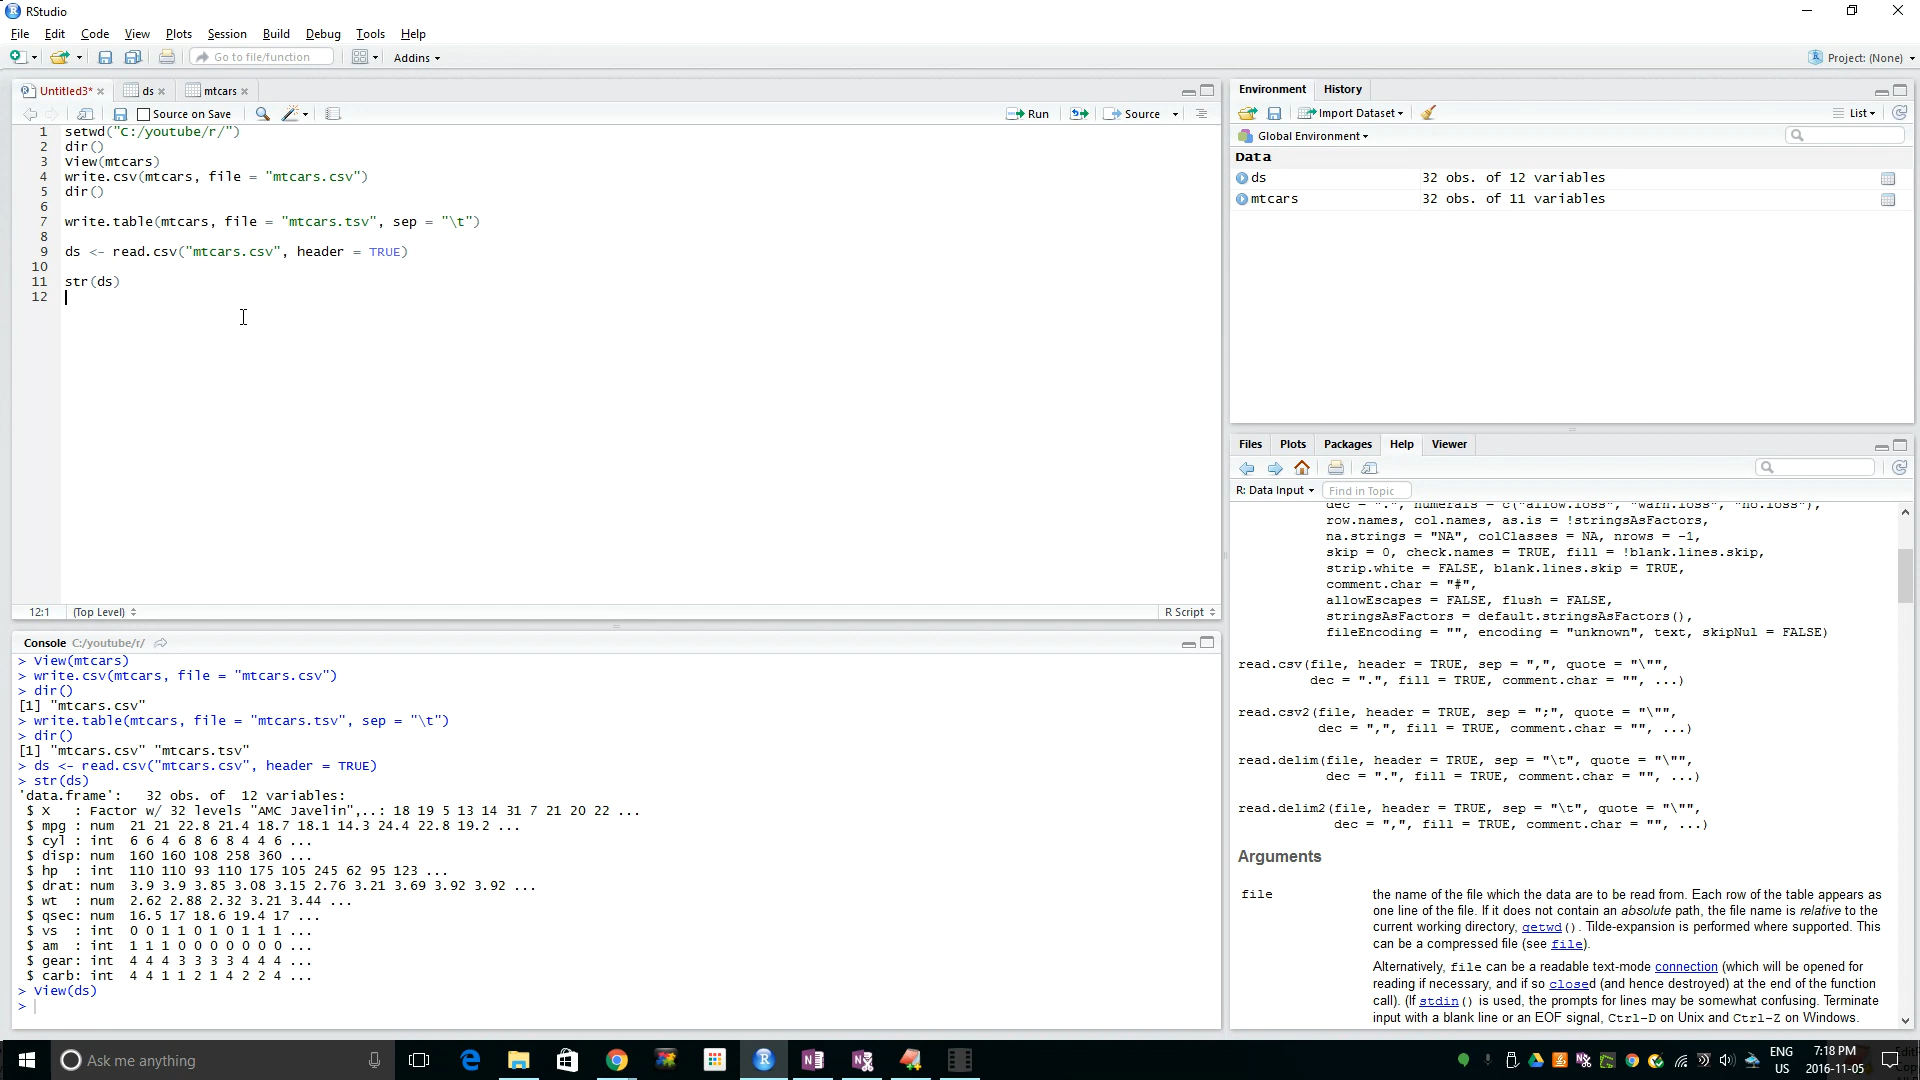 RStudio
File Edit Code View Plots Session Build Debug Tools Help
Go to file/function Addins Project: (None)
Untitled3* ds mtcars
Source on Save Run Source
1 setwd("C:/youtube/r/")
2 dir()
3 View(mtcars)
4 write.csv(mtcars, file = "mtcars.csv")
5 dir()
6
7 write.table(mtcars, file = "mtcars.tsv", sep = "\t")
8
9 ds <- read.csv("mtcars.csv", header = TRUE)
10
11 str(ds)
12
12:1 (Top Level) R Script
Console C:/youtube/r/
> View(mtcars)
> write.csv(mtcars, file = "mtcars.csv")
> dir()
[1] "mtcars.csv"
> write.table(mtcars, file = "mtcars.tsv", sep = "\t")
> dir()
[1] "mtcars.csv" "mtcars.tsv"
> ds <- read.csv("mtcars.csv", header = TRUE)
> str(ds)
'data.frame': 32 obs. of 12 variables:
$ X : Factor w/ 32 levels "AMC Javelin",..: 18 19 5 13 14 31 7 21 20 22 ...
$ mpg : num 21 21 22.8 21.4 18.7 18.1 14.3 24.4 22.8 19.2 ...
$ cyl : int 6 6 4 6 8 6 8 4 4 6 ...
$ disp: num 160 160 108 258 360 ...
$ hp : int 110 110 93 110 175 105 245 62 95 123 ...
$ drat: num 3.9 3.9 3.85 3.08 3.15 2.76 3.21 3.69 3.92 3.92 ...
$ wt : num 2.62 2.88 2.32 3.21 3.44 ...
$ qsec: num 16.5 17 18.6 19.4 17 ...
$ vs : int 0 0 1 1 0 1 0 1 1 1 ...
$ am : int 1 1 1 0 0 0 0 0 0 0 ...
$ gear: int 4 4 4 3 3 3 3 4 4 4 ...
$ carb: int 4 4 1 1 2 1 4 2 2 4 ...
> View(ds)
>
Environment History
Import Dataset List
Global Environment
Data
ds 32 obs. of 12 variables
mtcars 32 obs. of 11 variables
Files Plots Packages Help Viewer
R: Data Input Find in Topic
dec = ".", numerals = c("allow.loss", "warn.loss", "no.loss"),
row.names, col.names, as.is = !stringsAsFactors,
na.strings = "NA", colClasses = NA, nrows = -1,
skip = 0, check.names = TRUE, fill = !blank.lines.skip,
strip.white = FALSE, blank.lines.skip = TRUE,
comment.char = "#",
allowEscapes = FALSE, flush = FALSE,
stringsAsFactors = default.stringsAsFactors(),
fileEncoding = "", encoding = "unknown", text, skipNul = FALSE)
read.csv(file, header = TRUE, sep = ",", quote = "\"",
dec = ".", fill = TRUE, comment.char = "", ...)
read.csv2(file, header = TRUE, sep = ";", quote = "\"",
dec = ",", fill = TRUE, comment.char = "", ...)
read.delim(file, header = TRUE, sep = "\t", quote = "\"",
dec = ".", fill = TRUE, comment.char = "", ...)
read.delim2(file, header = TRUE, sep = "\t", quote = "\"",
dec = ",", fill = TRUE, comment.char = "", ...)
Arguments
file the name of the file which the data are to be read from. Each row of the table appears as
one line of the file. If it does not contain an absolute path, the file name is relative to the
current working directory, getwd(). Tilde-expansion is performed where supported. This
can be a compressed file (see file).
Alternatively, file can be a readable text-mode connection (which will be opened for
reading if necessary, and if so closed (and hence destroyed) at the end of the function
call). (If stdin() is used, the prompts for lines may be somewhat confusing. Terminate
input with a blank line or an EOF signal, Ctrl-D on Unix and Ctrl-Z on Windows.
Ask me anything
ENG
US
7:18 PM
2016-11-05